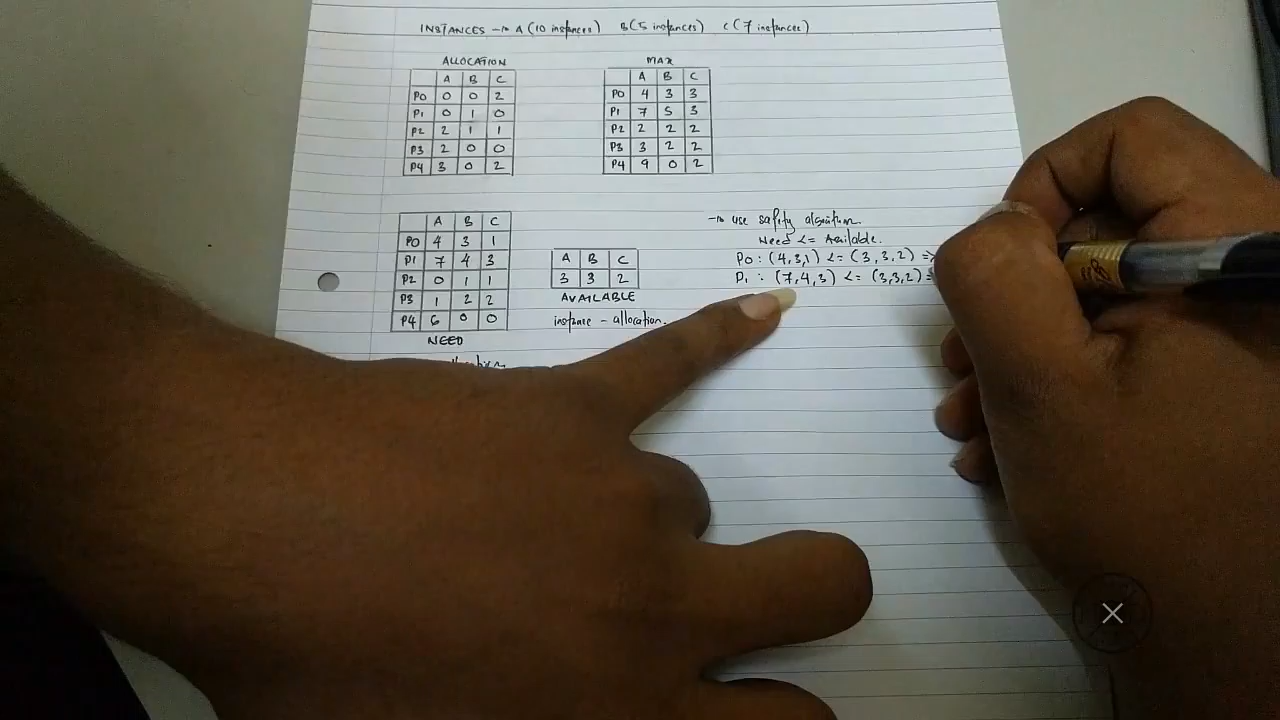 INSTANCES → A (10 instances) B (5 instances) C (7 instances)
ALLOCATION
A B C
P0 0 0 2
P1 0 1 0
P2 2 1 1
P3 2 0 0
P4 3 0 2
MAX
A B C
P0 4 3 3
P1 7 5 3
P2 2 2 2
P3 3 2 2
P4 9 0 2
A B C
P0 4 3 1
P1 7 4 3
P2 0 1 1
P3 1 2 2
P4 6 0 0
NEED
A B C
3 3 2
AVAILABLE
instance - allocation.
→ use safety algorithm.
Need <= Available.
P0 : (4,3,1) <= (3,3,2) =>
P1 : (7,4,3) <= (3,3,2) =